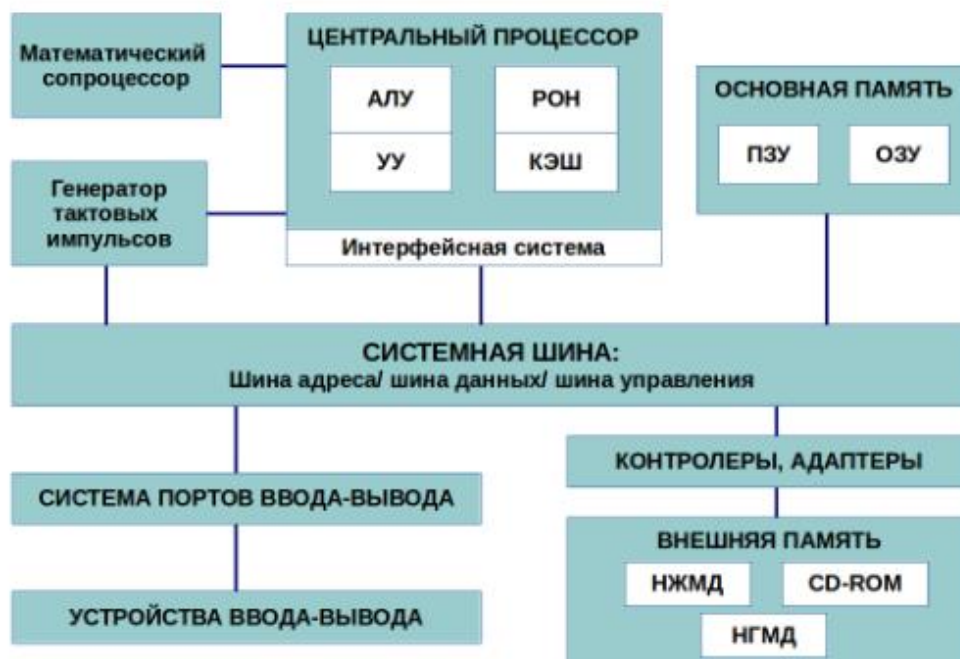 Математический
сопроцессор
ЦЕНТРАЛЬНЫЙ ПРОЦЕССОР
АЛУ
РОН
УУ
КЭШ
Интерфейсная система
ОСНОВНАЯ ПАМЯТЬ
ПЗУ
ОЗУ
Генератор
тактовых
импульсов
СИСТЕМНАЯ ШИНА:
Шина адреса/ шина данных/ шина управления
СИСТЕМА ПОРТОВ ВВОДА-ВЫВОДА
УСТРОЙСТВА ВВОДА-ВЫВОДА
КОНТРОЛЕРЫ, АДАПТЕРЫ
ВНЕШНЯЯ ПАМЯТЬ
НЖМД
CD-ROM
НГМД